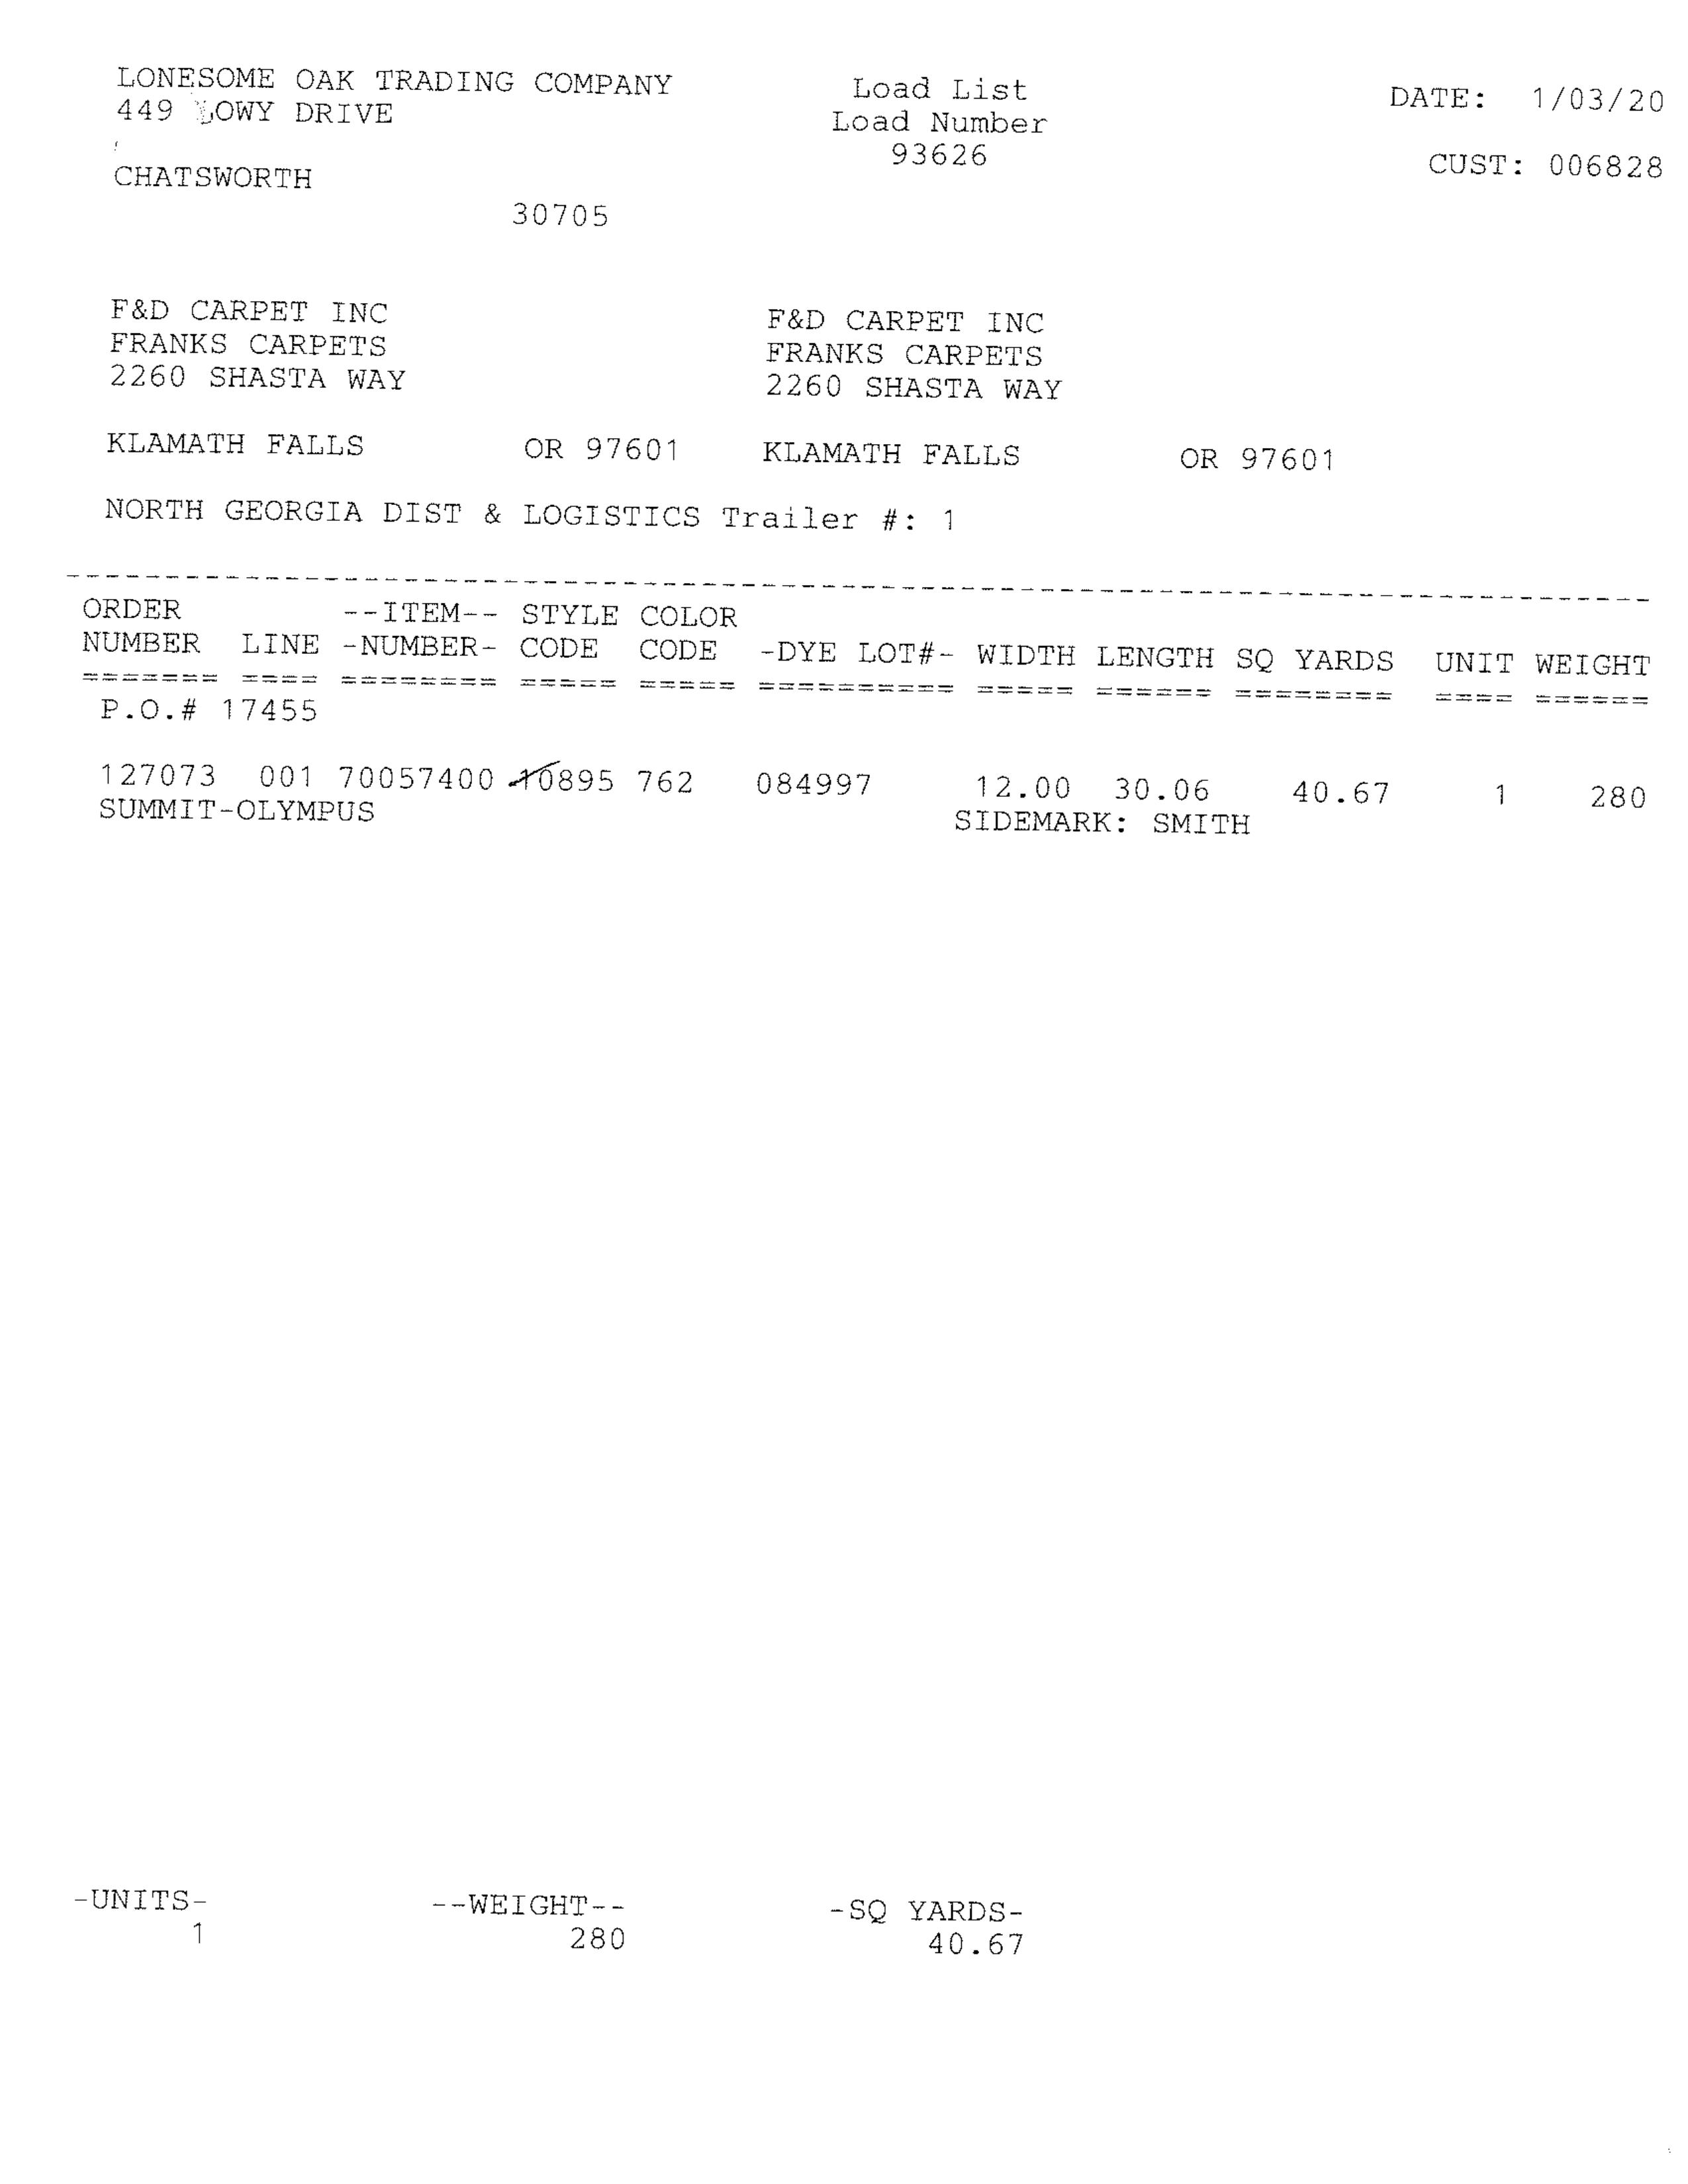 LONESOME OAK TRADING COMPANY
449 LOWY DRIVE
CHATSWORTH
30705
Load List
Load Number
93626
DATE: 1/03/20
CUST: 006828
F&D CARPET INC
FRANKS CARPETS
2260 SHASTA WAY
KLAMATH FALLS OR 97601
F&D CARPET INC
FRANKS CARPETS
2260 SHASTA WAY
KLAMATH FALLS OR 97601
NORTH GEORGIA DIST & LOGISTICS Trailer #: 1
ORDER --ITEM-- STYLE COLOR
NUMBER LINE -NUMBER- CODE CODE -DYE LOT#- WIDTH LENGTH SQ YARDS UNIT WEIGHT
======= ==== ======== ===== ===== ========== ===== ====== ======== ==== ======
P.O.# 17455
127073 001 70057400 10895 762 084997 12.00 30.06 40.67 1 280
SUMMIT-OLYMPUS SIDEMARK: SMITH
-UNITS- --WEIGHT-- -SQ YARDS-
1 280 40.67